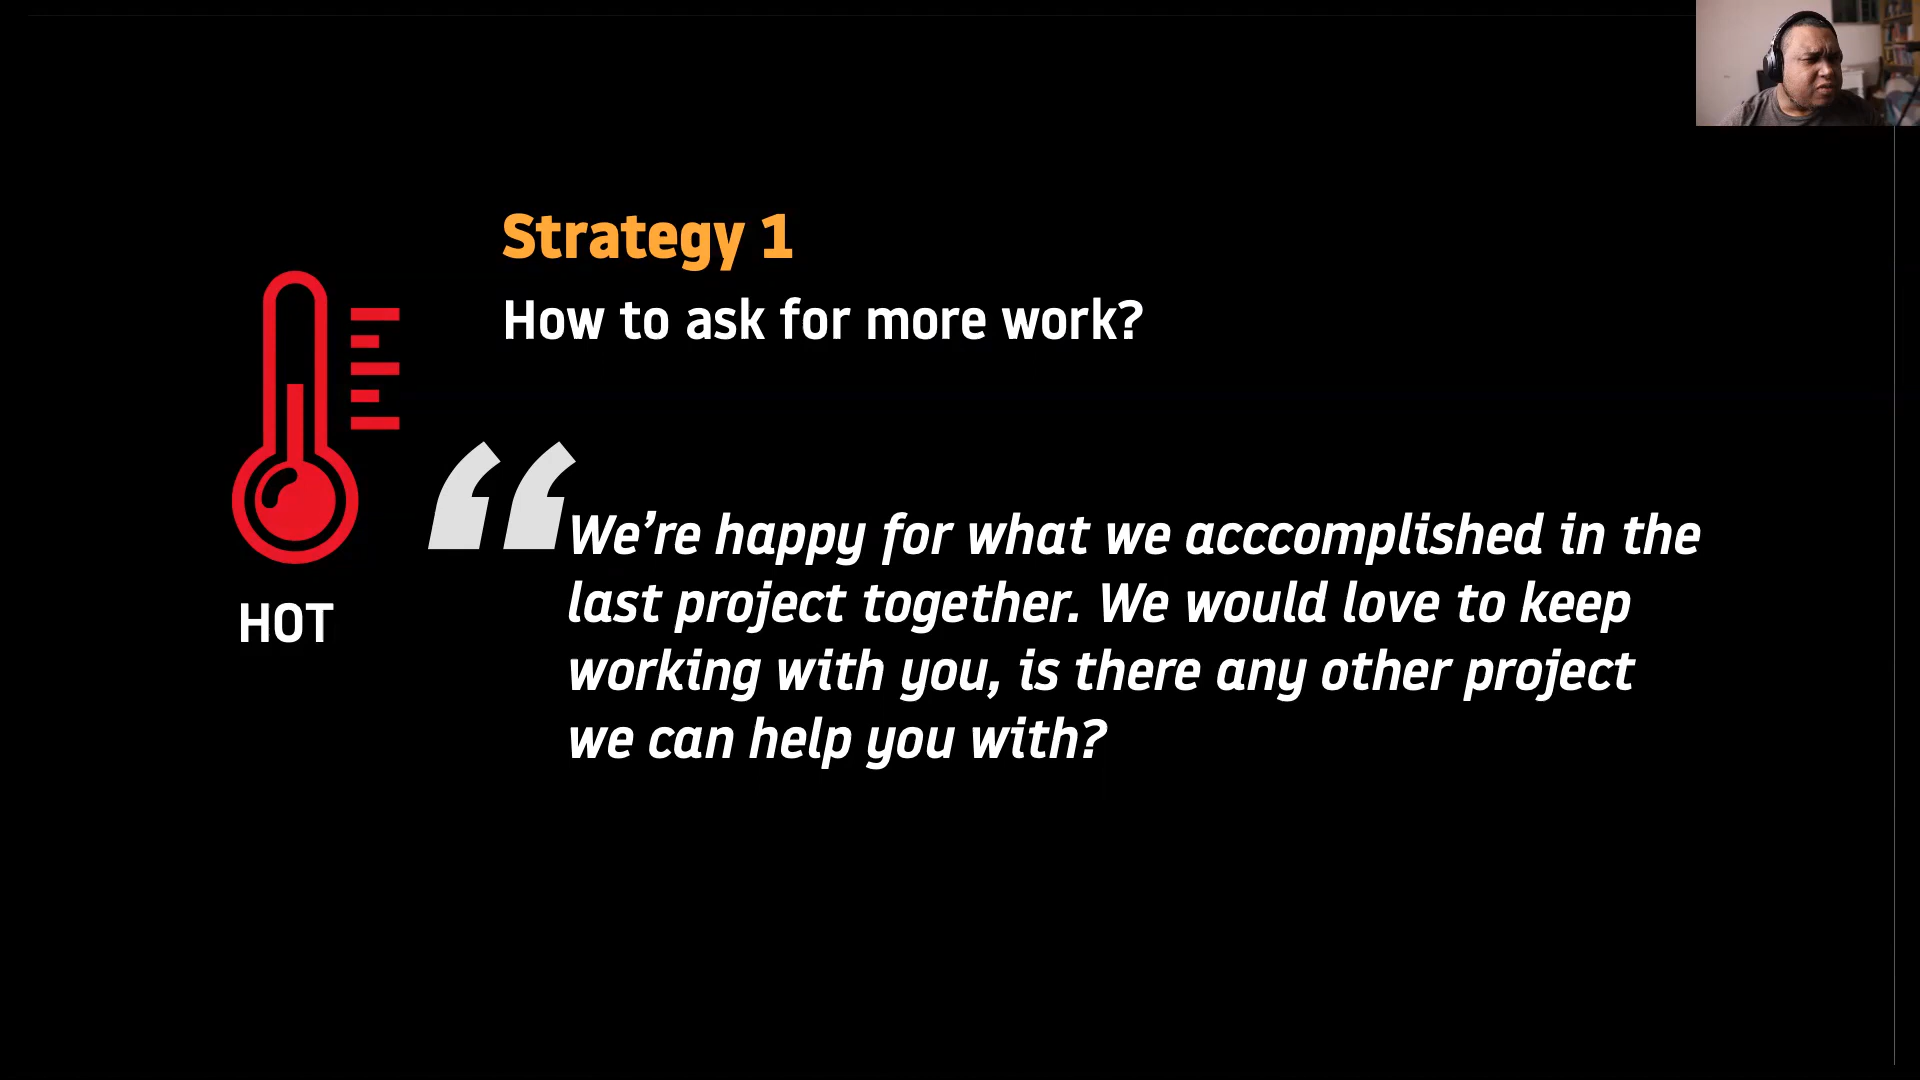 Strategy 1
How to ask for more work?
“We’re happy for what we acccomplished in the
last project together. We would love to keep
working with you, is there any other project
we can help you with?
HOT